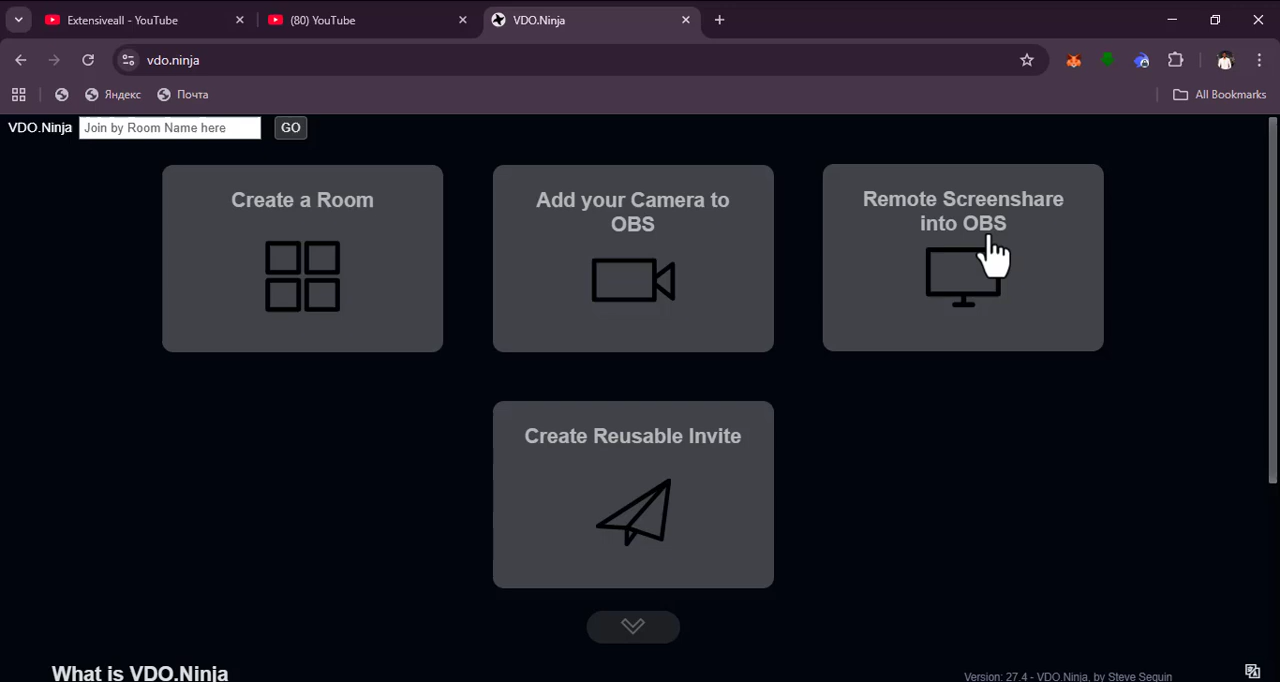 Extensiveall - YouTube
(80) YouTube
VDO.Ninja
vdo.ninja
Яндекс
Почта
All Bookmarks
VDO.Ninja
Join by Room Name here
GO
Create a Room
Add your Camera to
OBS
Remote Screenshare
into OBS
Create Reusable Invite
What is VDO.Ninja
Version: 27.4 - VDO.Ninja, by Steve Seguin